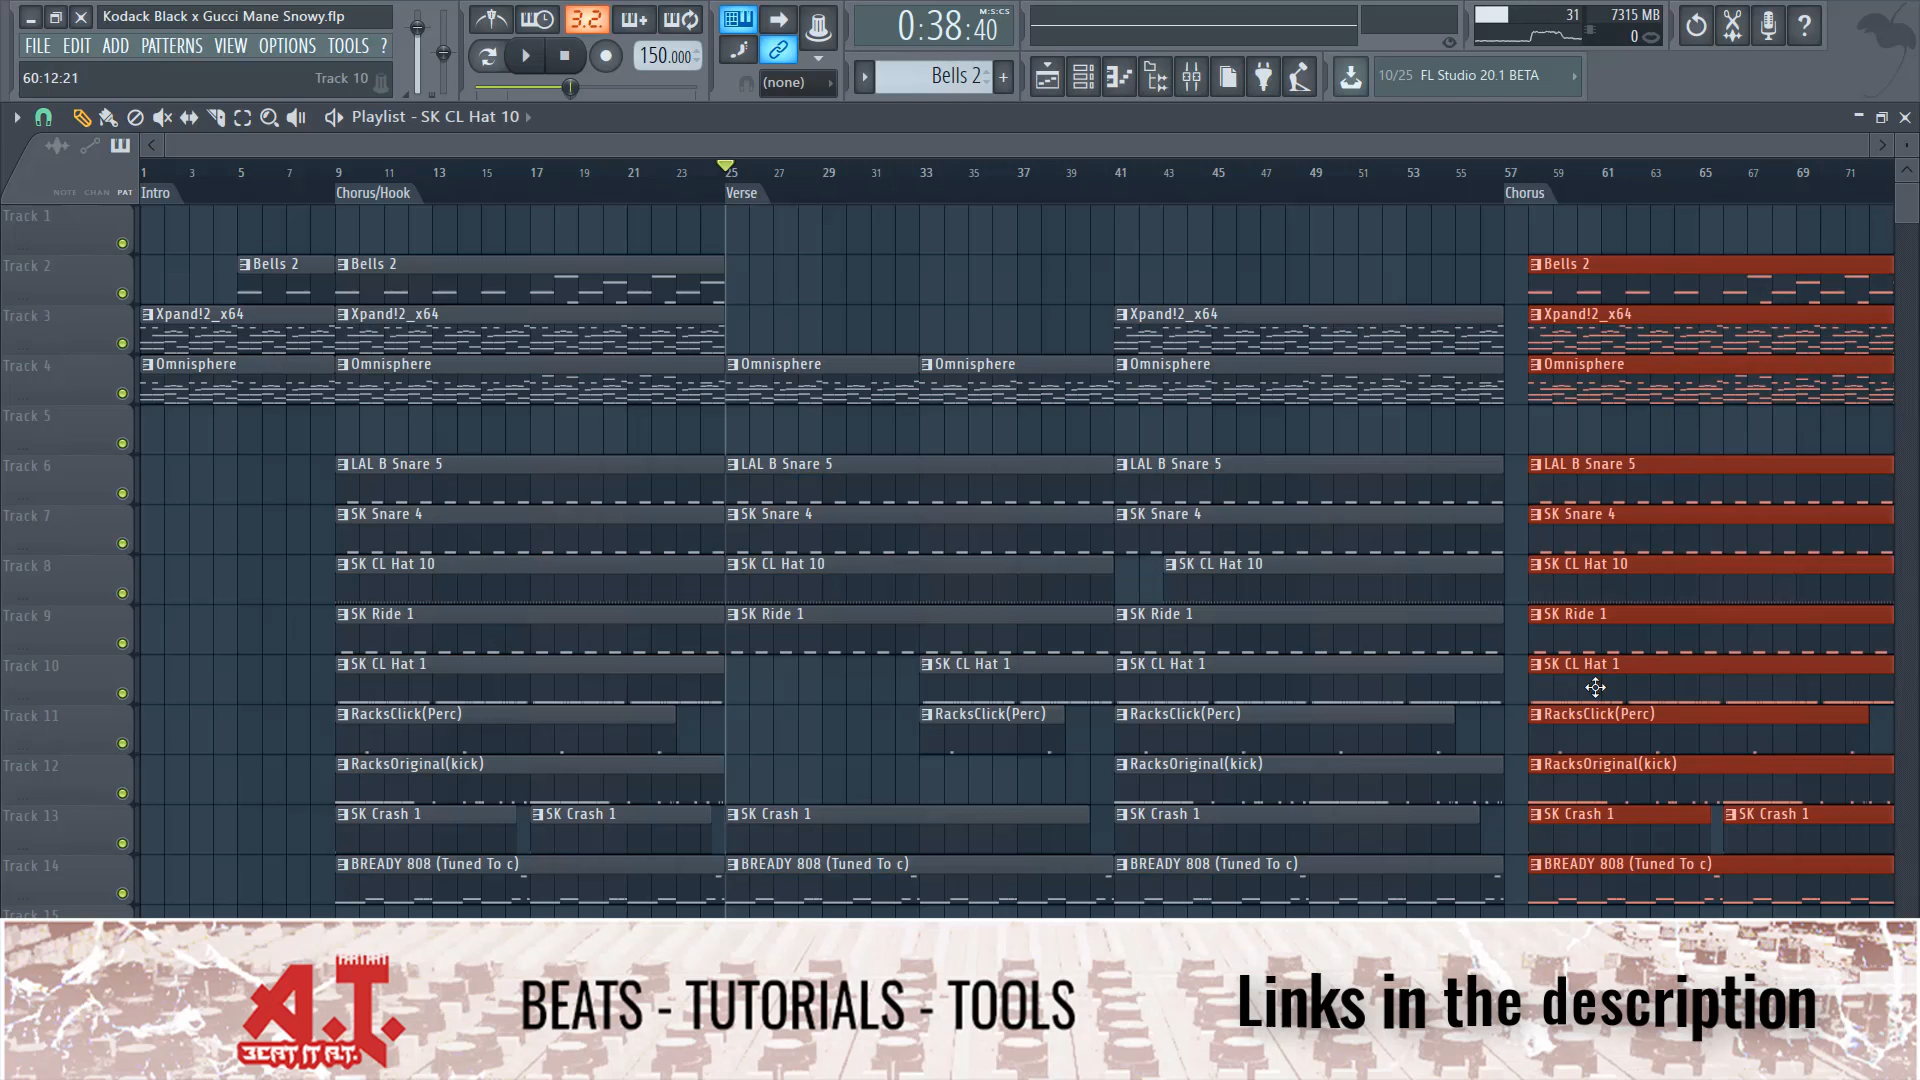 Kodack Black x Gucci Mane Snowy.flp
FILE EDIT ADD PATTERNS VIEW OPTIONS TOOLS ?
60:12:21 Track 10
3.2.
150.000
(none)
0:38:40 M:S:CS
Bells 2 +
31 7315 MB
0
10/25 FL Studio 20.1 BETA
Playlist - SK CL Hat 10
NOTE CHAN PAT
1 3 5 7 9 11 13 15 17 19 21 23 25 27 29 31 33 35 37 39 41 43 45 47 49 51 53 55 57 59 61 63 65 67 69 71
Intro Chorus/Hook Verse Chorus
Track 1
Track 2 Bells 2 Bells 2 Bells 2
Track 3 Xpand!2_x64 Xpand!2_x64 Xpand!2_x64 Xpand!2_x64
Track 4 Omnisphere Omnisphere Omnisphere Omnisphere Omnisphere Omnisphere
Track 5
Track 6 LAL B Snare 5 LAL B Snare 5 LAL B Snare 5 LAL B Snare 5
Track 7 SK Snare 4 SK Snare 4 SK Snare 4 SK Snare 4
Track 8 SK CL Hat 10 SK CL Hat 10 SK CL Hat 10 SK CL Hat 10
Track 9 SK Ride 1 SK Ride 1 SK Ride 1 SK Ride 1
Track 10 SK CL Hat 1 SK CL Hat 1 SK CL Hat 1 SK CL Hat 1
Track 11 RacksClick(Perc) RacksClick(Perc) RacksClick(Perc) RacksClick(Perc)
Track 12 RacksOriginal(kick) RacksOriginal(kick) RacksOriginal(kick)
Track 13 SK Crash 1 SK Crash 1 SK Crash 1 SK Crash 1 SK Crash 1 SK Crash 1
Track 14 BREADY 808 (Tuned To c) BREADY 808 (Tuned To c) BREADY 808 (Tuned To c) BREADY 808 (Tuned To c)
Track 15
A.T.
BEAT IT A.T.
BEATS - TUTORIALS - TOOLS
Links in the description